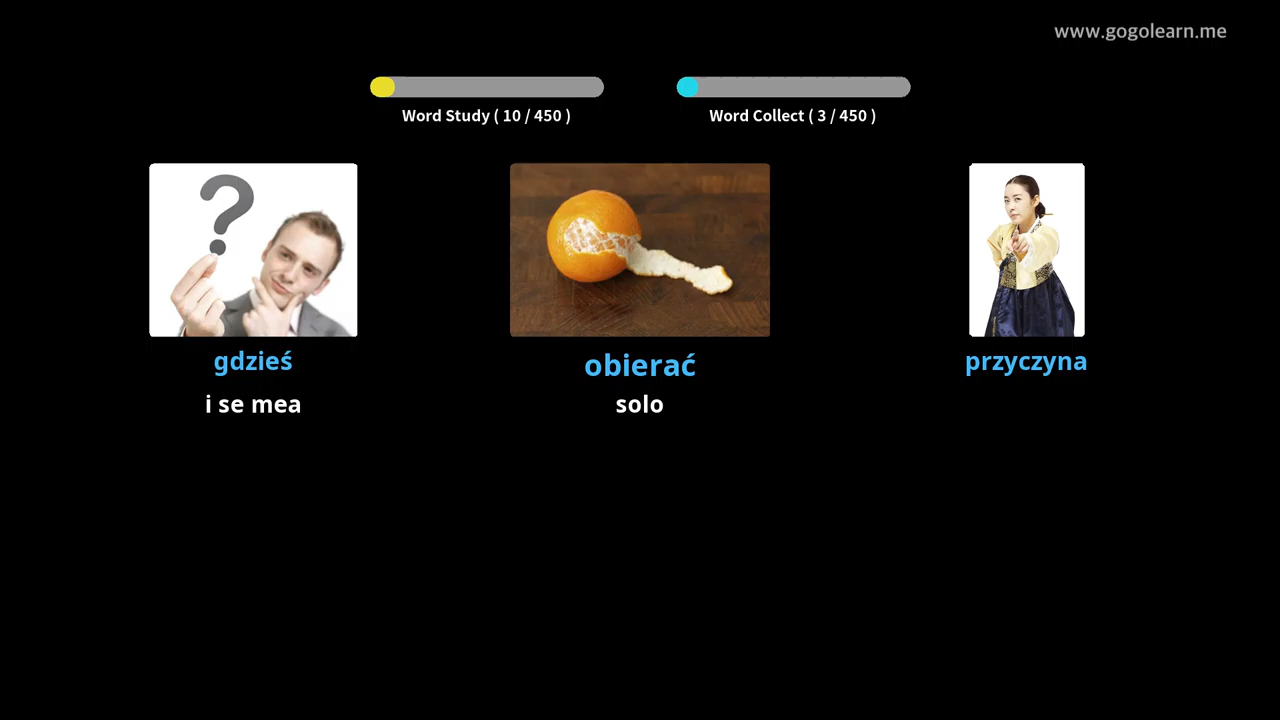 www.gogolearn.me
Word Study ( 10 / 450 )
Word Collect ( 3 / 450 )
gdzieś
obierać
przyczyna
i se mea
solo